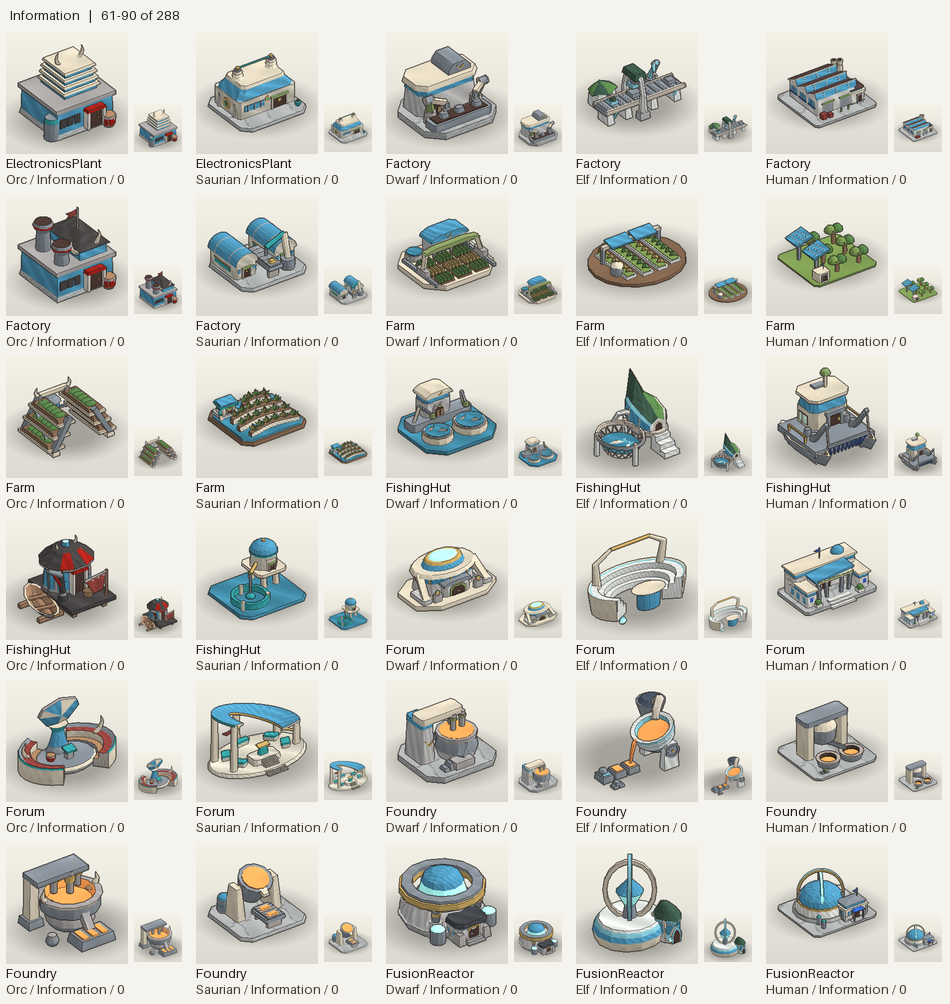 Information | 61-90 of 288
ElectronicsPlant
Orc / Information / 0
ElectronicsPlant
Saurian / Information / 0
Factory
Dwarf / Information / 0
Factory
Elf / Information / 0
Factory
Human / Information / 0
Factory
Orc / Information / 0
Factory
Saurian / Information / 0
Farm
Dwarf / Information / 0
Farm
Elf / Information / 0
Farm
Human / Information / 0
Farm
Orc / Information / 0
Farm
Saurian / Information / 0
FishingHut
Dwarf / Information / 0
FishingHut
Elf / Information / 0
FishingHut
Human / Information / 0
FishingHut
Orc / Information / 0
FishingHut
Saurian / Information / 0
Forum
Dwarf / Information / 0
Forum
Elf / Information / 0
Forum
Human / Information / 0
Forum
Orc / Information / 0
Forum
Saurian / Information / 0
Foundry
Dwarf / Information / 0
Foundry
Elf / Information / 0
Foundry
Human / Information / 0
Foundry
Orc / Information / 0
Foundry
Saurian / Information / 0
FusionReactor
Dwarf / Information / 0
FusionReactor
Elf / Information / 0
FusionReactor
Human / Information / 0